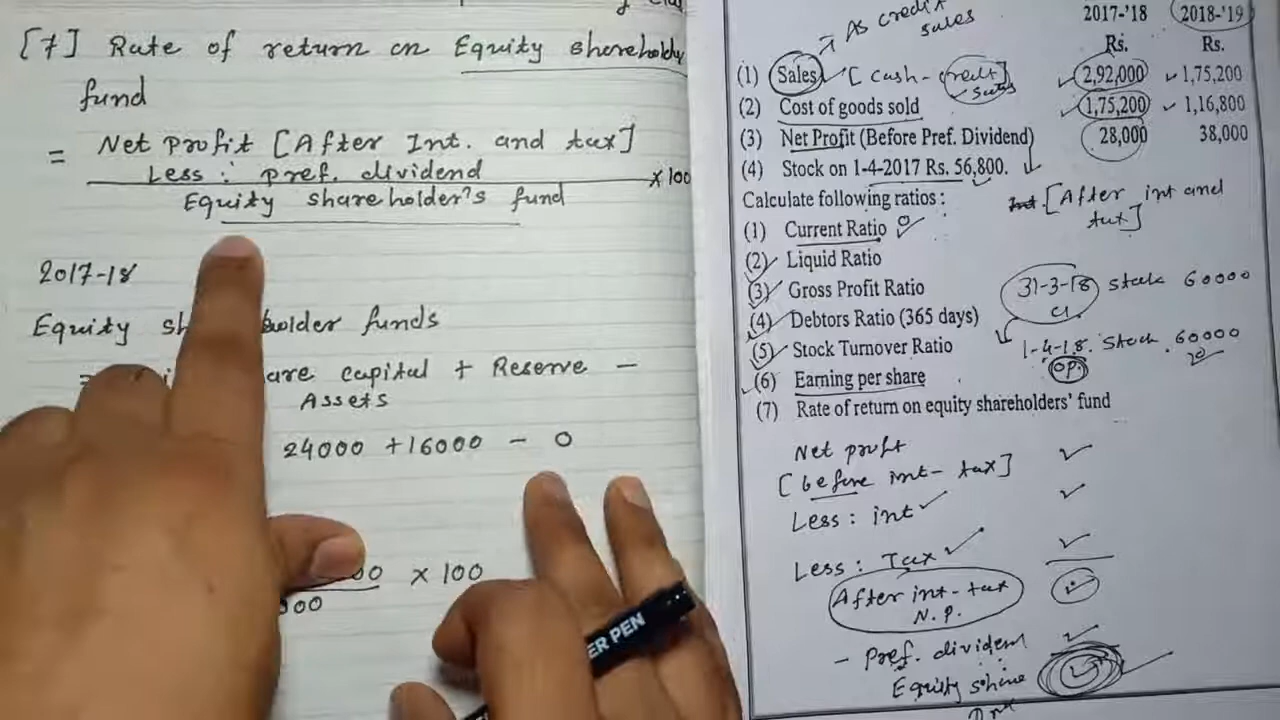 [7] Rate of return on Equity shareholder
fund
= Net Profit [After Int. and tax]
Less : pref. dividend
Equity shareholder's fund
× 100
2017-18
Equity holder funds
= are capital + Reserve -
Assets
24000 + 16000 - 0
00 × 100
000
2017-'18 2018-'19
Rs. Rs.
→ As credit
sales
(1) Sales [cash - credit]
sales
2,92,000 1,75,200
(2) Cost of goods sold 1,75,200 1,16,800
(3) Net Profit (Before Pref. Dividend) 28,000 38,000
(4) Stock on 1-4-2017 Rs. 56,800.
Calculate following ratios :
[After int and
tax]
(1) Current Ratio
(2) Liquid Ratio
(3) Gross Profit Ratio
31-3-18 stock 60000
cl.
(4) Debtors Ratio (365 days)
(5) Stock Turnover Ratio
1-4-18. stock 60000
op.
(6) Earning per share
(7) Rate of return on equity shareholders' fund
Net profit
[before int - tax]
Less : int
Less : Tax
After int - tax
N.P.
- Pref. dividend
Equity share